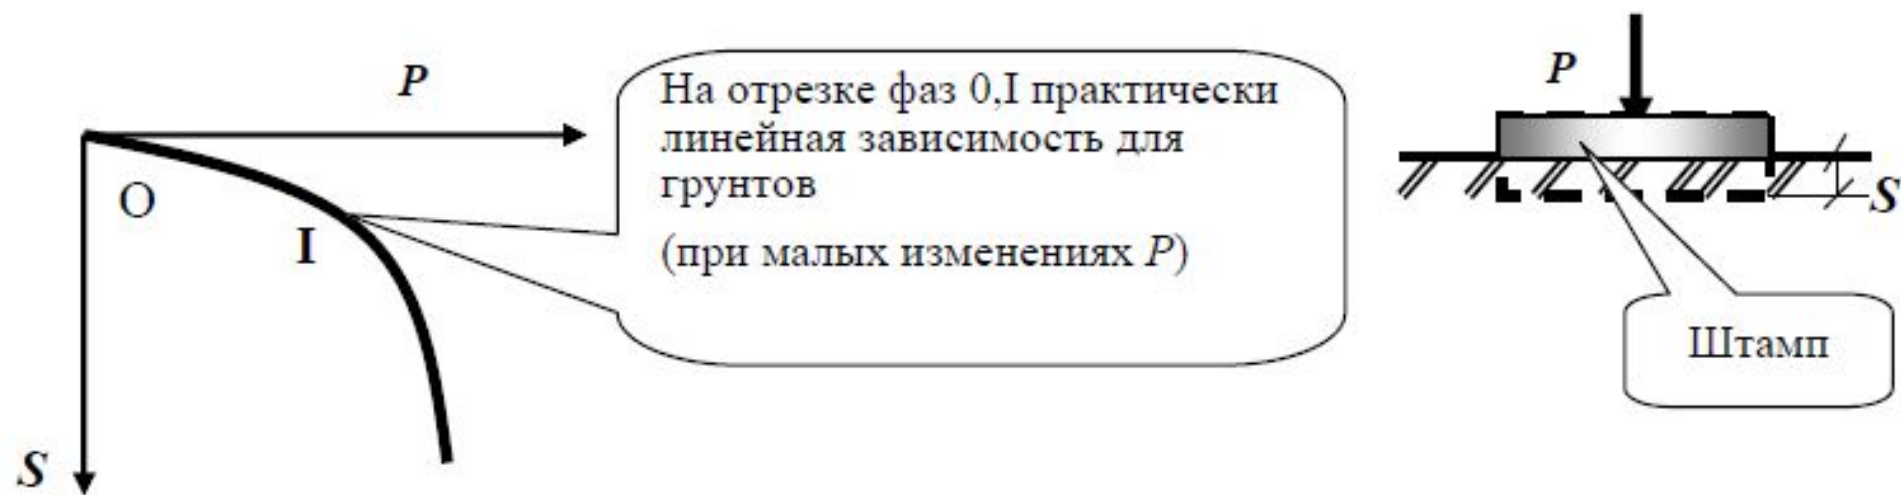 P
O
I
S
На отрезке фаз 0,I практически
линейная зависимость для
грунтов
(при малых изменениях P)
P
S
Штамп